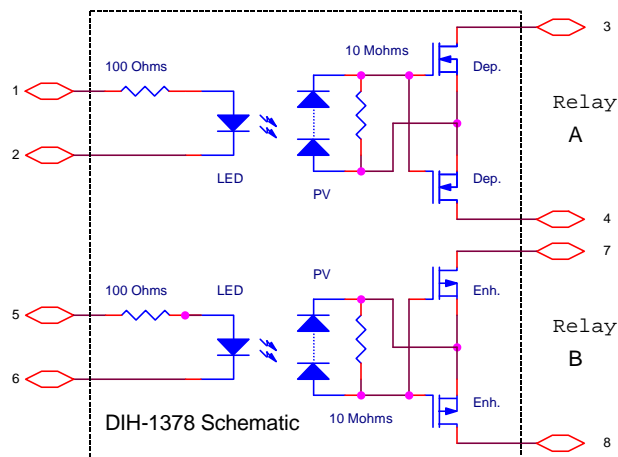 3
100 Ohms
10 Mohms
Dep.
1
Relay
A
2
LED
PV
Dep.
4
7
100 Ohms
LED
PV
Enh.
5
Relay
B
6
10 Mohms
Enh.
DIH-1378 Schematic
8